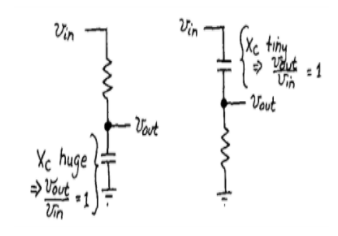 Vin
Vout
Xc huge
⇒ Vout/Vin = 1
Vin
Xc tiny
⇒ Vout/Vin = 1
Vout